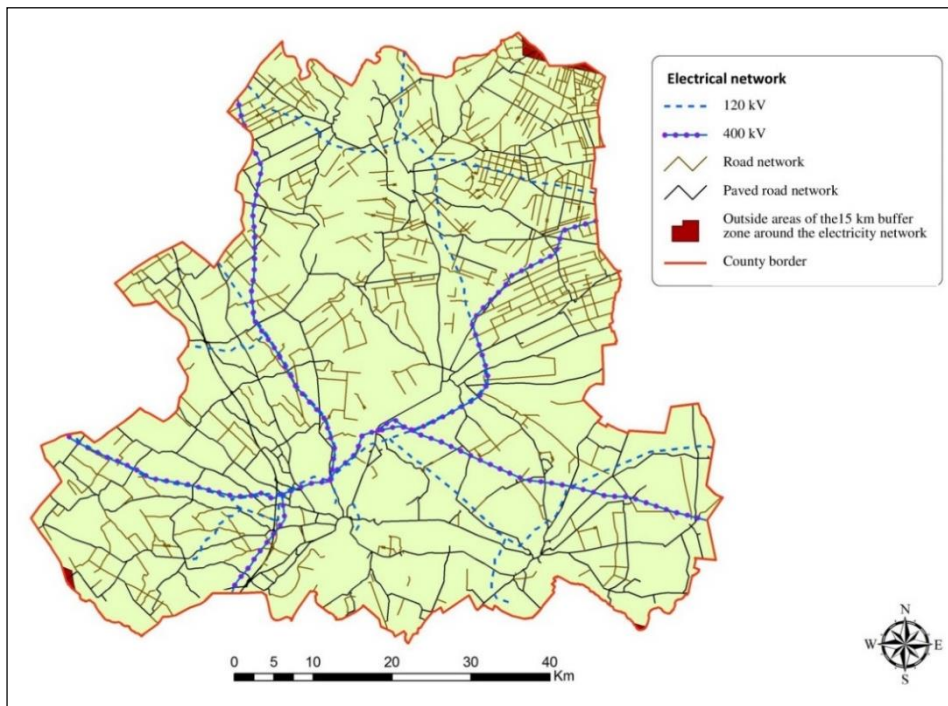 Electrical network
120 kV
400 kV
Road network
Paved road network
Outside areas of the15 km buffer
zone around the electricity network
County border
N
W E
S
0 5 10 20 30 40
Km